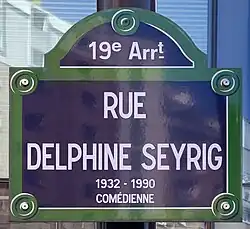 19e Arrt
RUE
DELPHINE SEYRIG
1932 - 1990
COMÉDIENNE